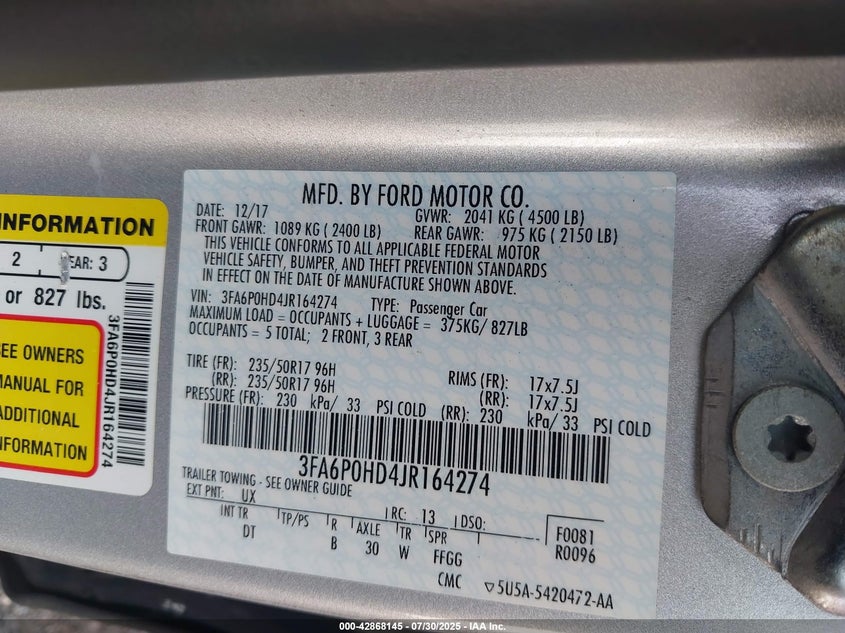 MFD. BY FORD MOTOR CO.
DATE: 12/17 GVWR: 2041 KG ( 4500 LB)
FRONT GAWR: 1089 KG ( 2400 LB) REAR GAWR: 975 KG ( 2150 LB)
THIS VEHICLE CONFORMS TO ALL APPLICABLE FEDERAL MOTOR
VEHICLE SAFETY, BUMPER, AND THEFT PREVENTION STANDARDS
IN EFFECT ON THE DATE OF MANUFACTURE SHOWN ABOVE.
VIN: 3FA6P0HD4JR164274 TYPE: Passenger Car
MAXIMUM LOAD = OCCUPANTS + LUGGAGE = 375KG/ 827LB
OCCUPANTS = 5 TOTAL; 2 FRONT, 3 REAR
TIRE (FR): 235/50R17 96H RIMS (FR): 17x7.5J
(RR): 235/50R17 96H (RR): 17x7.5J
PRESSURE (FR): 230 kPa/ 33 PSI COLD (RR): 230 kPa/ 33 PSI COLD
3FA6P0HD4JR164274
TRAILER TOWING - SEE OWNER GUIDE
EXT PNT: UX RC: 13 DSO:
INT TR TP/PS R AXLE TR SPR
DT B 30 W FFGG
F0081
R0096
CMC ▽5U5A-5420472-AA
INFORMATION
2 EAR: 3
or 827 lbs.
SEE OWNERS
MANUAL FOR
ADDITIONAL
INFORMATION
3FA6P0HD4JR164274
000-42868145 - 07/30/2025 - IAA Inc.